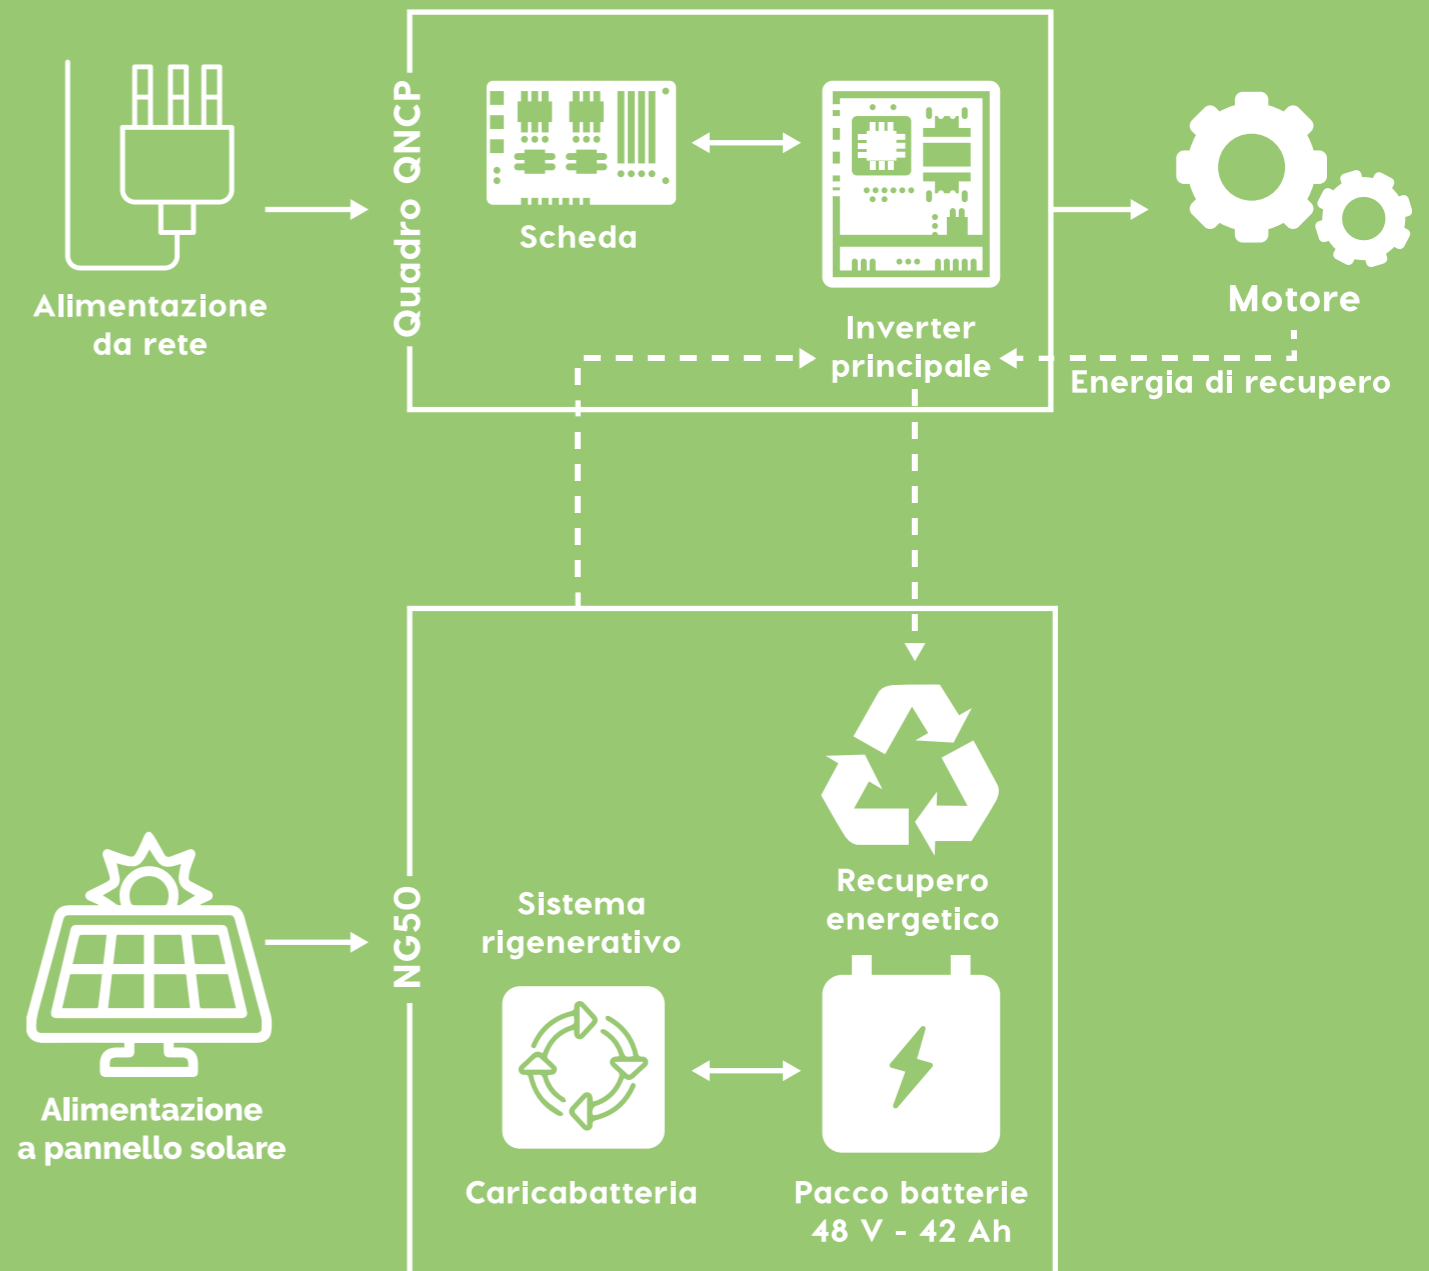 Alimentazione
da rete
Quadro QNCP
Scheda
Inverter
principale
Motore
Energia di recupero
Alimentazione
a pannello solare
NG50
Sistema
rigenerativo
Caricabatteria
Recupero
energetico
Pacco batterie
48 V - 42 Ah